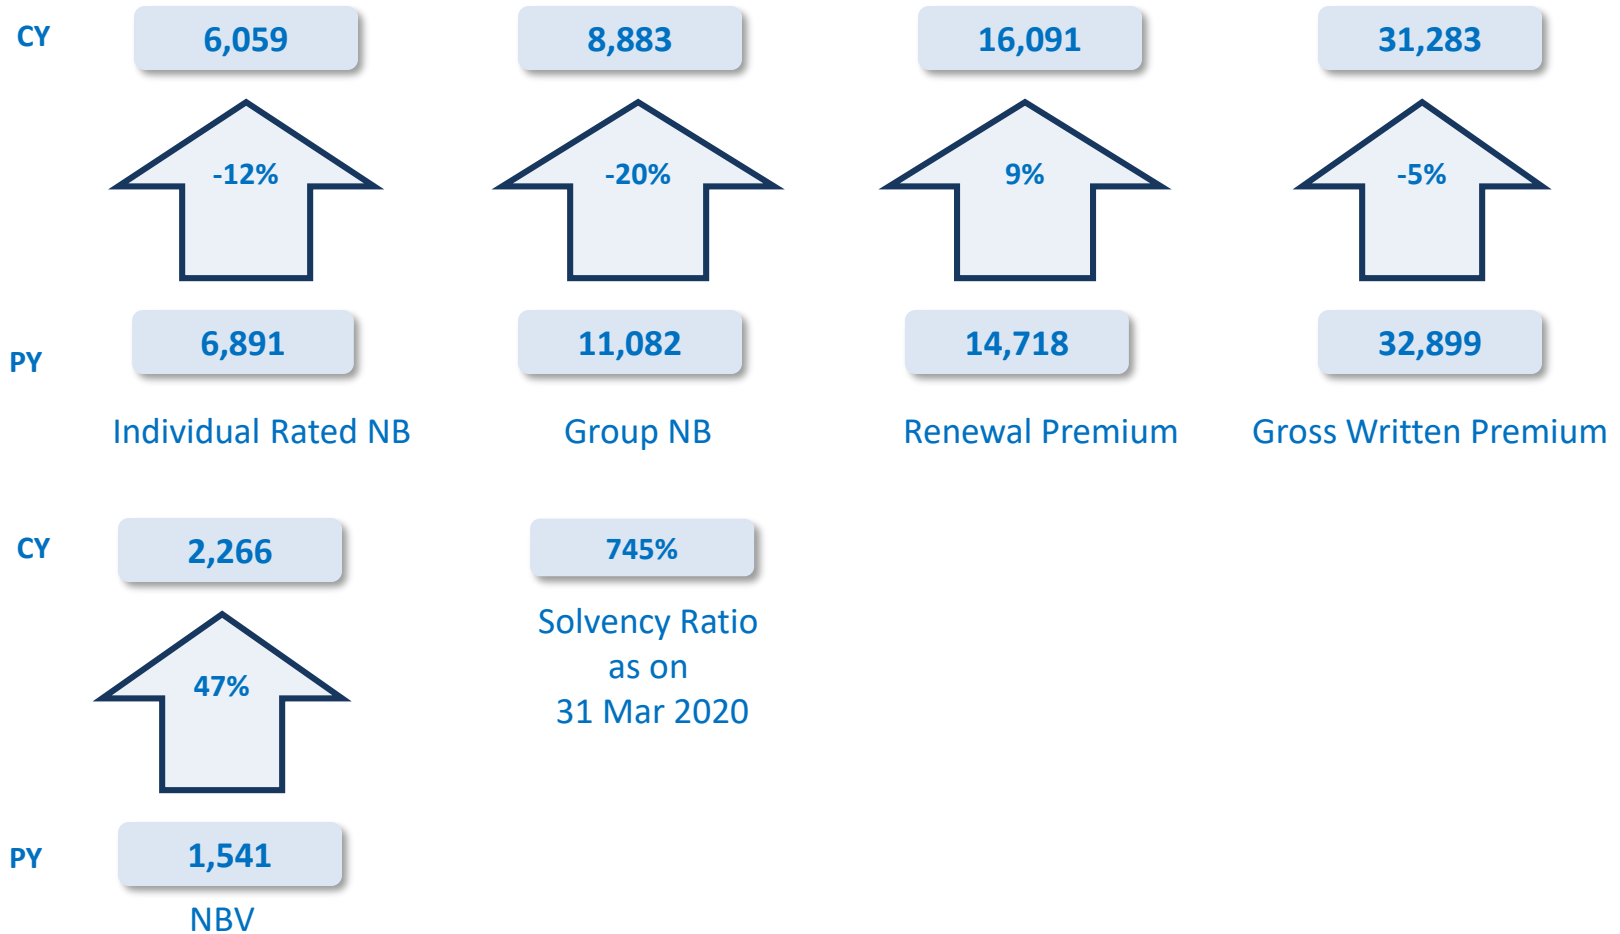 CY
6,059
8,883
16,091
31,283
-12%
-20%
9%
-5%
PY
6,891
11,082
14,718
32,899
Individual Rated NB
Group NB
Renewal Premium
Gross Written Premium
CY
2,266
745%
Solvency Ratio
as on
31 Mar 2020
47%
PY
1,541
NBV